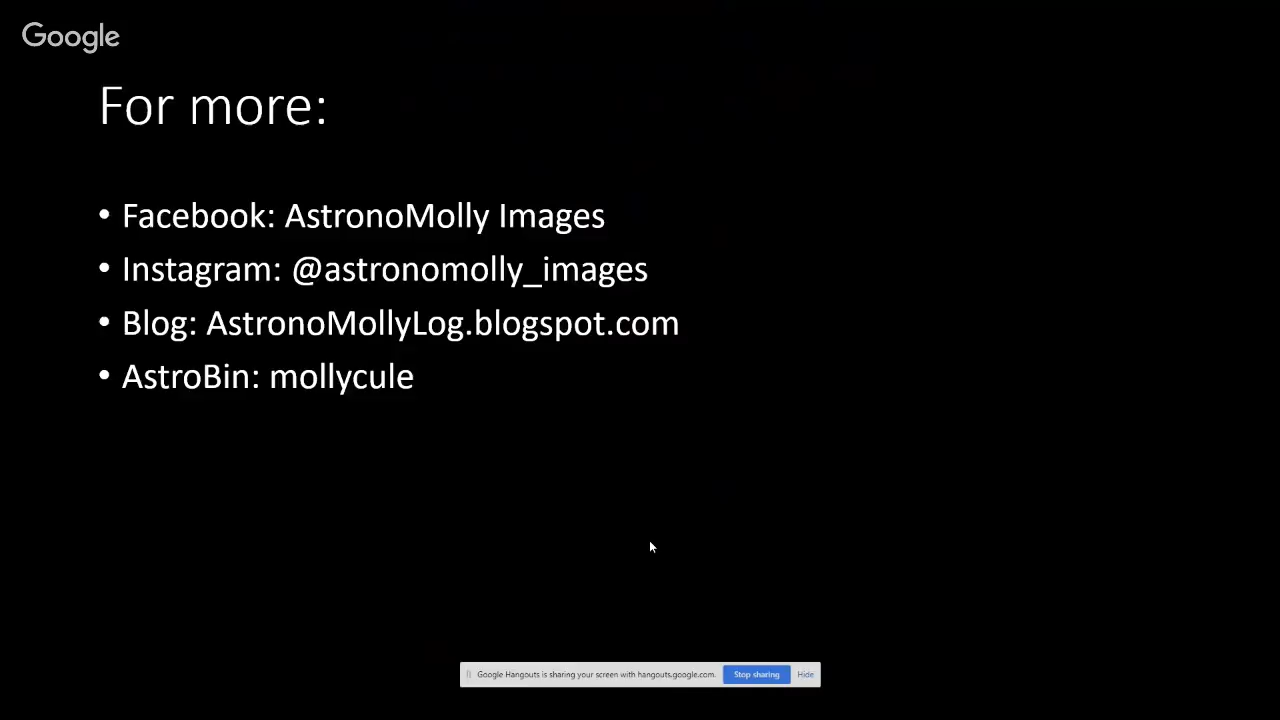 Google
For more:
• Facebook: AstronoMolly Images
• Instagram: @astronomolly_images
• Blog: AstronoMollyLog.blogspot.com
• AstroBin: mollycule
Google Hangouts is sharing your screen with hangouts.google.com. Stop sharing Hide